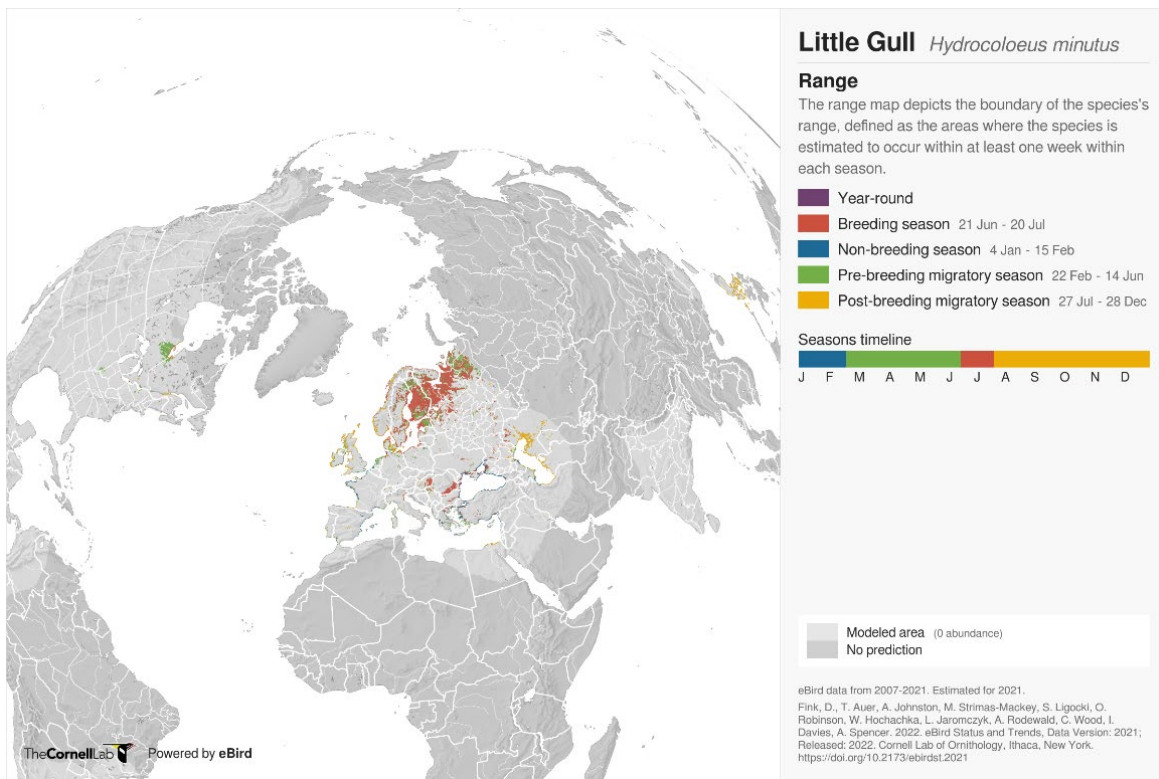 Little Gull Hydrocoloeus minutus
Range
The range map depicts the boundary of the species's
range, defined as the areas where the species is
estimated to occur within at least one week within
each season.
Year-round
Breeding season 21 Jun - 20 Jul
Non-breeding season 4 Jan - 15 Feb
Pre-breeding migratory season 22 Feb - 14 Jun
Post-breeding migratory season 27 Jul - 28 Dec
Seasons timeline
J F M A M J J A S O N D
Modeled area (0 abundance)
No prediction
eBird data from 2007-2021. Estimated for 2021.
Fink, D., T. Auer, A. Johnston, M. Strimas-Mackey, S. Ligocki, O.
Robinson, W. Hochachka, L. Jaromczyk, A. Rodewald, C. Wood, I.
Davies, A. Spencer. 2022. eBird Status and Trends, Data Version: 2021;
Released: 2022. Cornell Lab of Ornithology, Ithaca, New York.
https://doi.org/10.2173/ebirdst.2021
TheCornellLab Powered by eBird